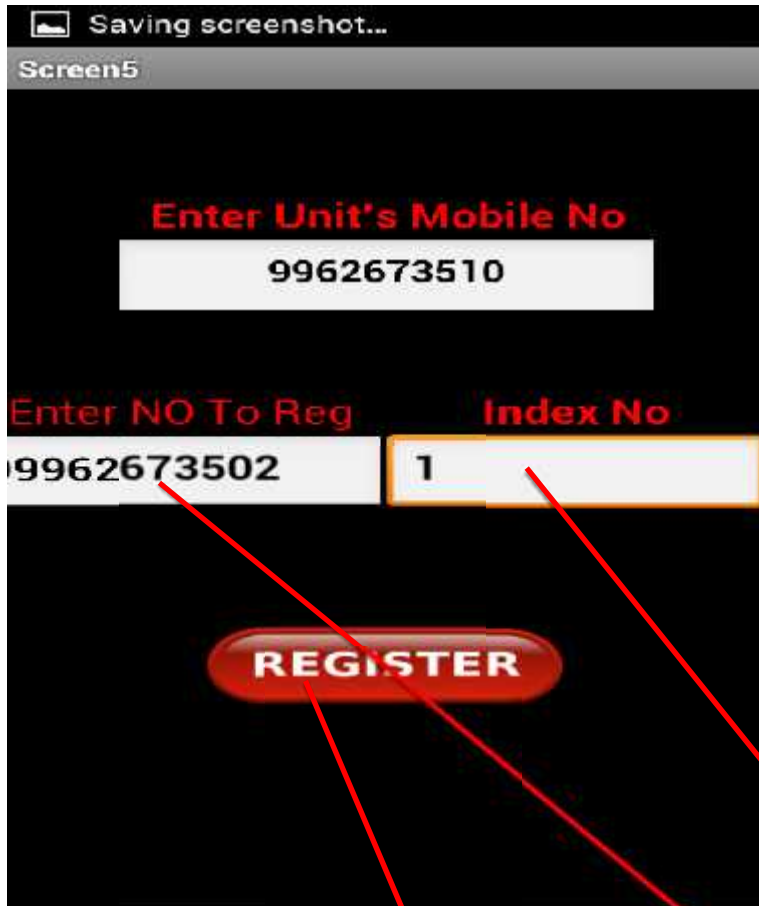 Saving screenshot...
Screen5
Enter Unit's Mobile No
9962673510
Enter NO To Reg
Index No
99962673502
1
REGISTER